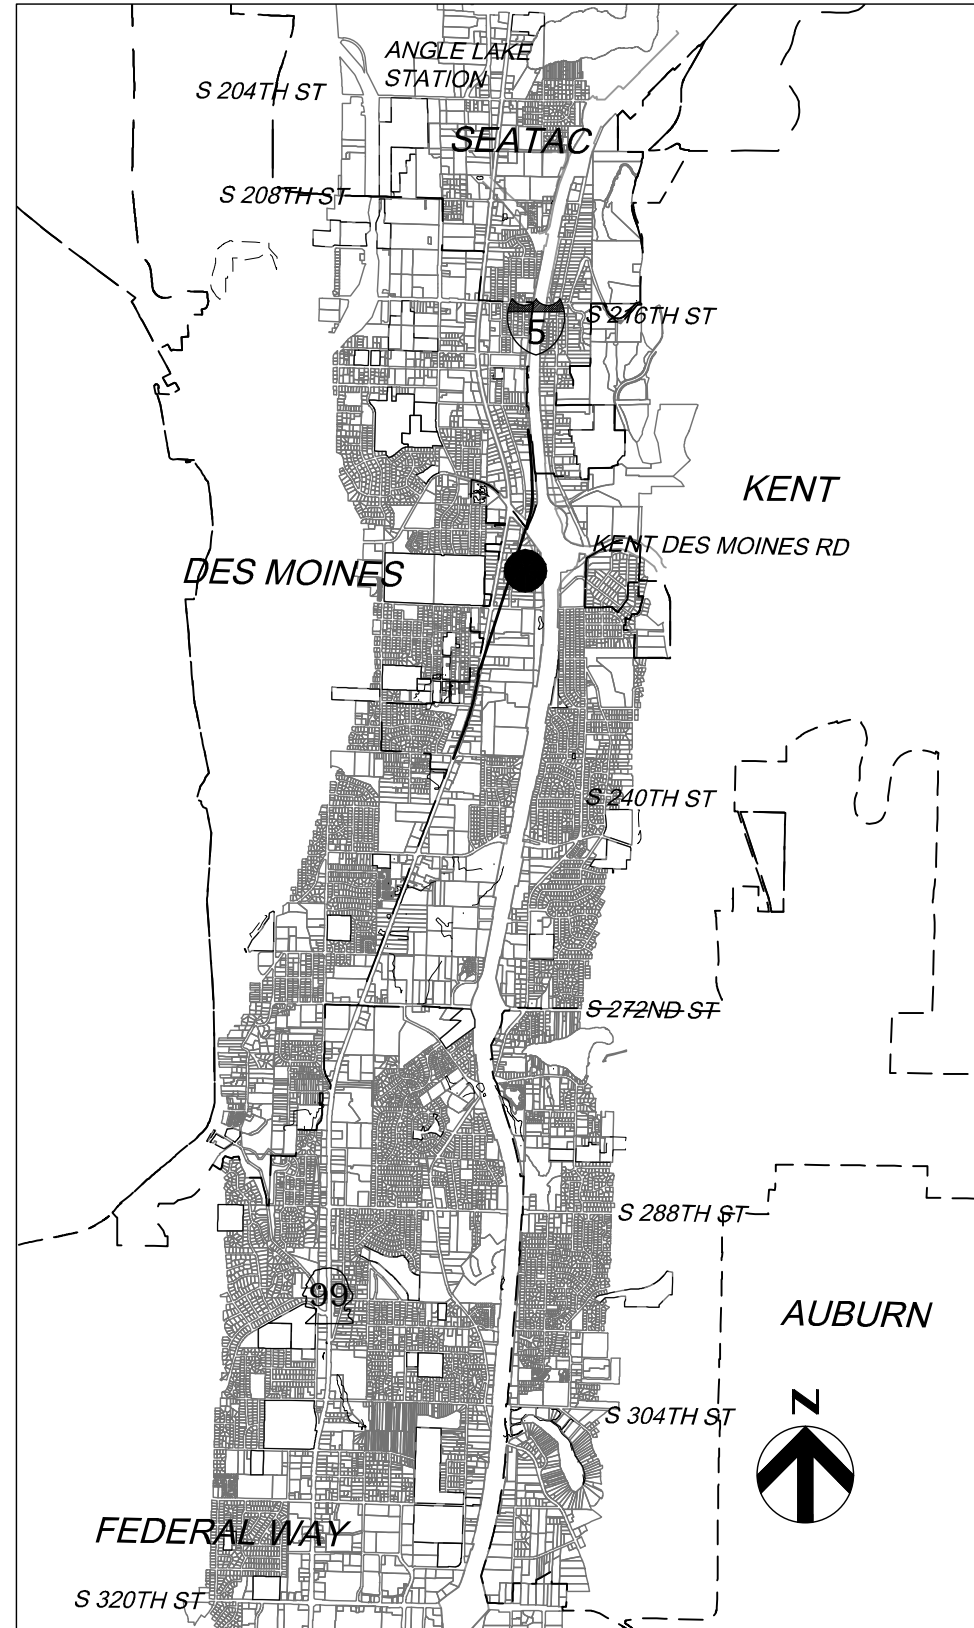 ANGLE LAKE
STATION
S 204TH ST
SEATAC
S 208TH ST
S 216TH ST
5
KENT
KENT DES MOINES RD
DES MOINES
S 240TH ST
S 272ND ST
S 288TH ST
99
AUBURN
N
S 304TH ST
FEDERAL WAY
S 320TH ST